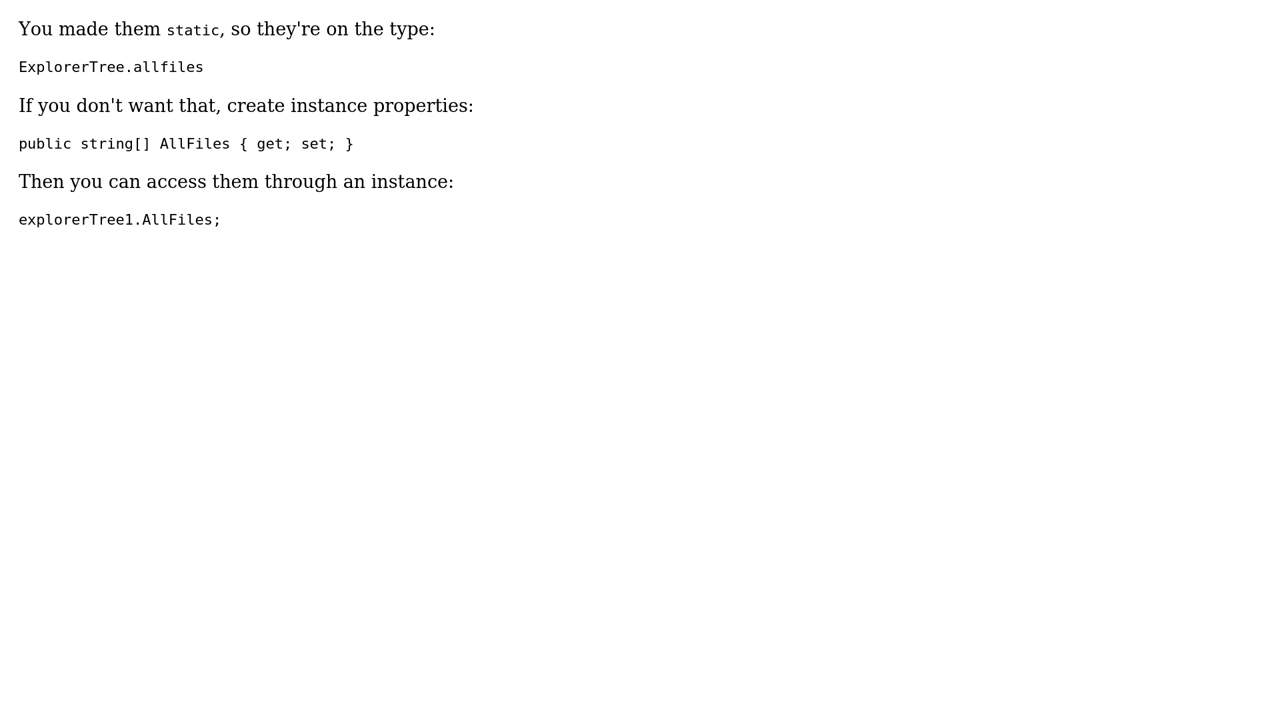 You made them static, so they're on the type:
ExplorerTree.allfiles
If you don't want that, create instance properties:
public string[] AllFiles { get; set; }
Then you can access them through an instance:
explorerTree1.AllFiles;